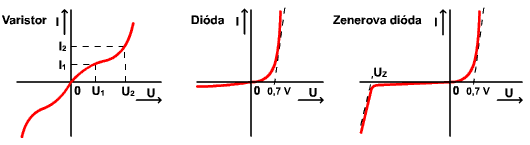 Varistor I
I₂
I₁
0 U₁ U₂ U
Dióda I
0 0,7 V U
Zenerova dióda I
Uz
0 0,7 V U